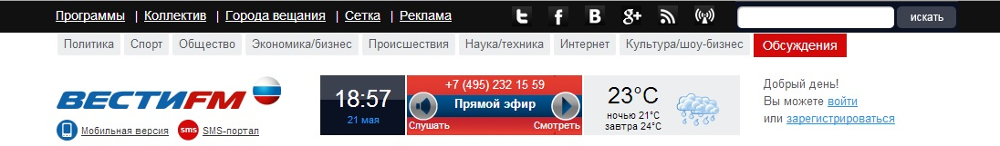 Программы | Коллектив | Города вещания | Сетка | Реклама
искать
Политика Спорт Общество Экономика/бизнес Происшествия Наука/техника Интернет Культура/шоу-бизнес Обсуждения
ВЕСТИFM
Мобильная версия
sms SMS-портал
18:57
21 мая
+7 (495) 232 15 59
Прямой эфир
Слушать Смотреть
23°C
ночью 21°C
завтра 24°C
Добрый день!
Вы можете войти
или зарегистрироваться